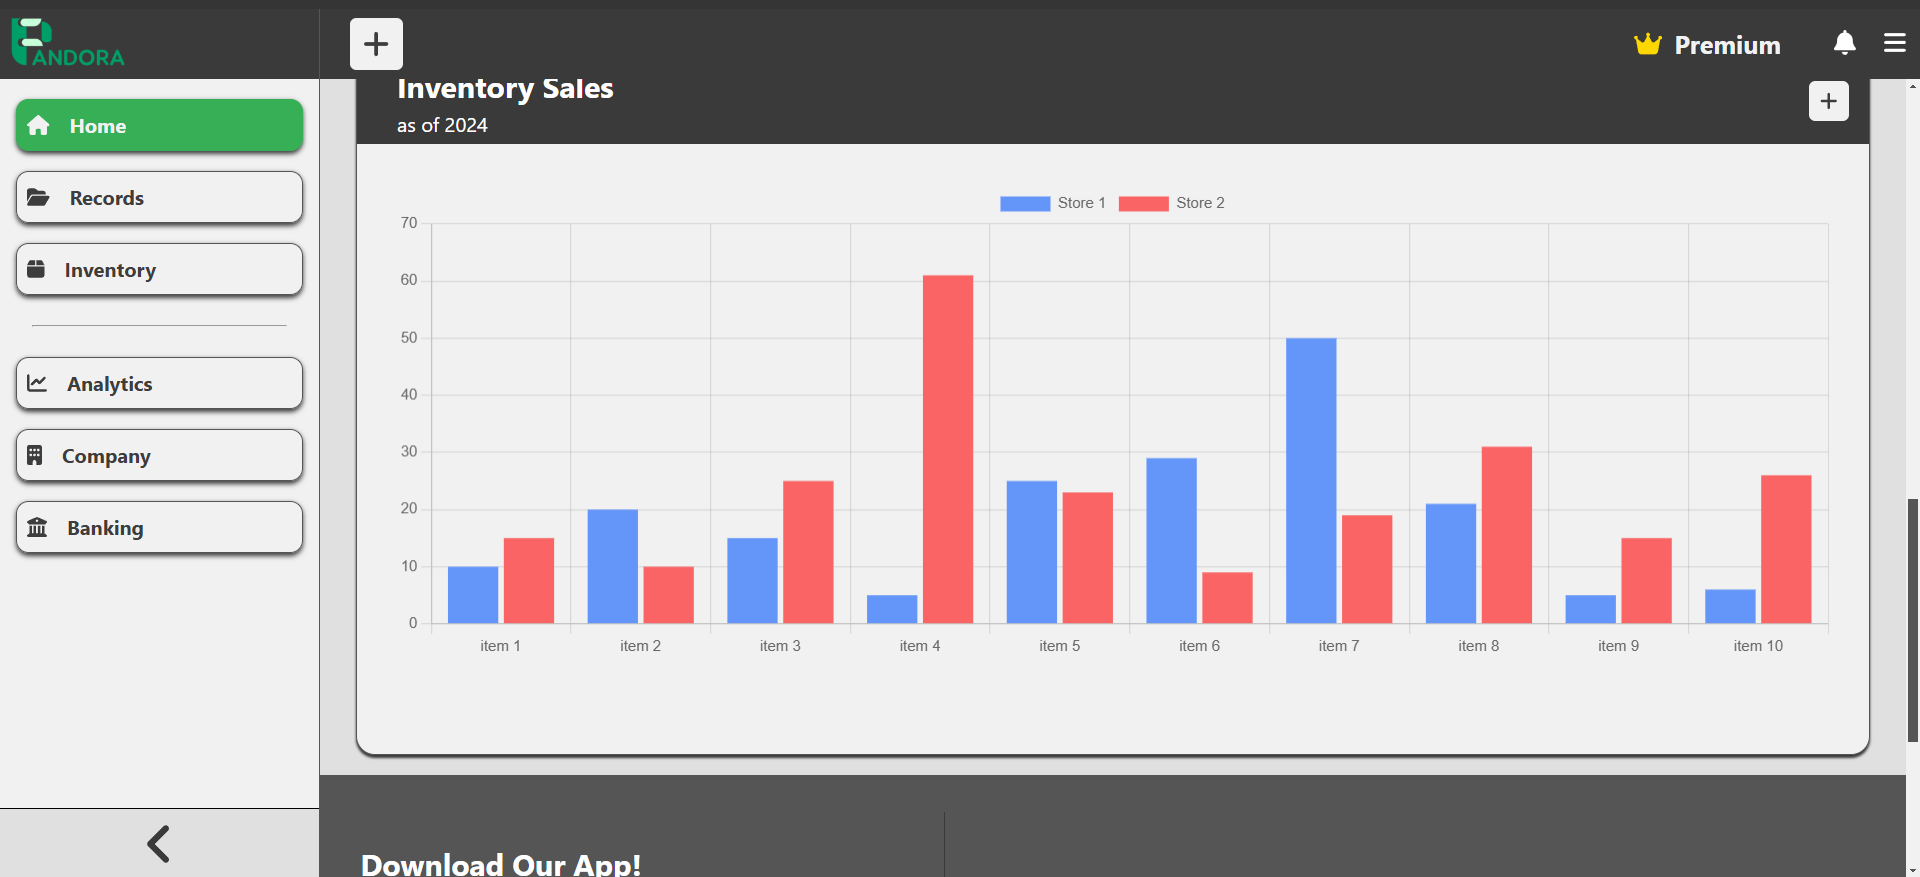 PANDORA
Premium
Home
Records
Inventory
Analytics
Company
Banking
Inventory Sales
as of 2024
Store 1 Store 2
70
60
50
40
30
20
10
0
item 1 item 2 item 3 item 4 item 5 item 6 item 7 item 8 item 9 item 10
Download Our App!